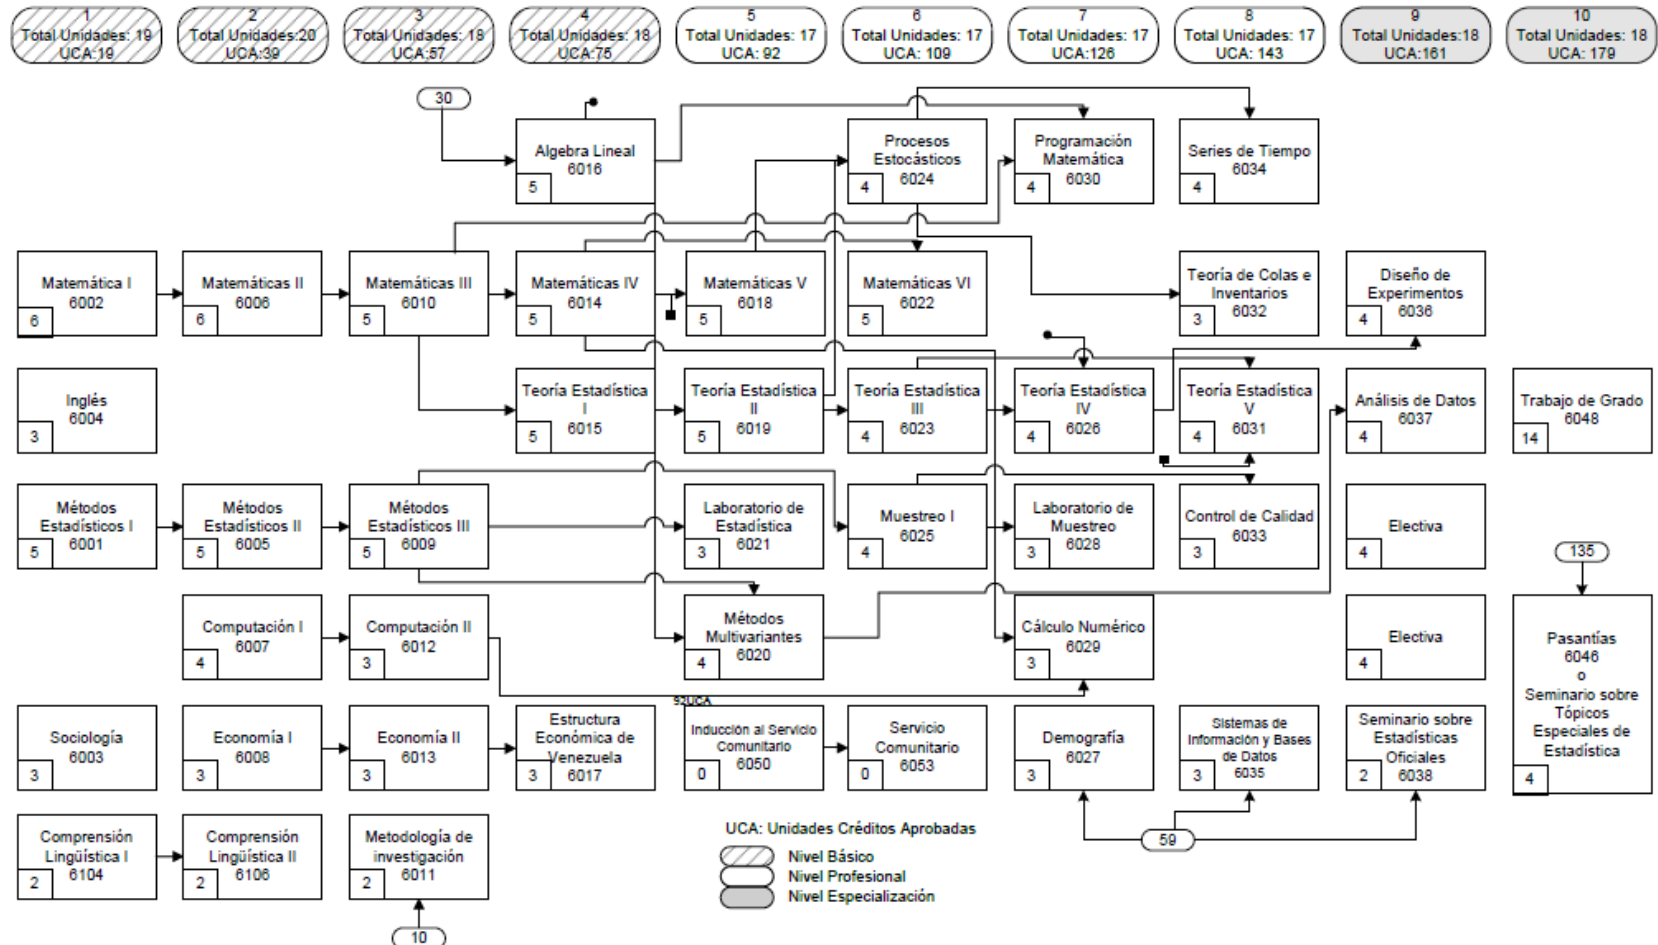 1
Total Unidades: 19
UCA:19
2
Total Unidades:20
UCA:39
3
Total Unidades: 18
UCA:57
4
Total Unidades: 18
UCA:75
5
Total Unidades: 17
UCA: 92
6
Total Unidades: 17
UCA: 109
7
Total Unidades: 17
UCA:126
8
Total Unidades: 17
UCA: 143
9
Total Unidades:18
UCA:161
10
Total Unidades: 18
UCA: 179
30
Algebra Lineal
6016
5
Procesos
Estocásticos
6024
4
Programación
Matemática
6030
4
Series de Tiempo
6034
4
Matemática I
6002
6
Matemáticas II
6006
6
Matemáticas III
6010
5
Matemáticas IV
6014
5
Matemáticas V
6018
5
Matemáticas VI
6022
5
Teoría de Colas e
Inventarios
6032
3
Diseño de
Experimentos
6036
4
Inglés
6004
3
Teoría Estadística
I
6015
5
Teoría Estadística
II
6019
5
Teoría Estadística
III
6023
4
Teoría Estadística
IV
6026
4
Teoría Estadística
V
6031
4
Análisis de Datos
6037
4
Trabajo de Grado
6048
14
Métodos
Estadísticos I
6001
5
Métodos
Estadísticos II
6005
5
Métodos
Estadísticos III
6009
5
Laboratorio de
Estadística
6021
3
Muestreo I
6025
4
Laboratorio de
Muestreo
6028
3
Control de Calidad
6033
3
Electiva
4
135
Computación I
6007
4
Computación II
6012
3
Métodos
Multivariantes
6020
4
Cálculo Numérico
6029
3
Electiva
4
Pasantías
6046
o
Seminario sobre
Tópicos
Especiales de
Estadística
4
92UCA
Sociología
6003
3
Economía I
6008
3
Economía II
6013
3
Estructura
Económica de
Venezuela
6017
3
Inducción al Servicio
Comunitario
6050
0
Servicio
Comunitario
6053
0
Demografía
6027
3
Sistemas de
Información y Bases
de Datos
6035
3
Seminario sobre
Estadísticas
Oficiales
6038
2
59
Comprensión
Lingüística I
6104
2
Comprensión
Lingüística II
6106
2
Metodología de
investigación
6011
2
10
UCA: Unidades Créditos Aprobadas
Nivel Básico
Nivel Profesional
Nivel Especialización